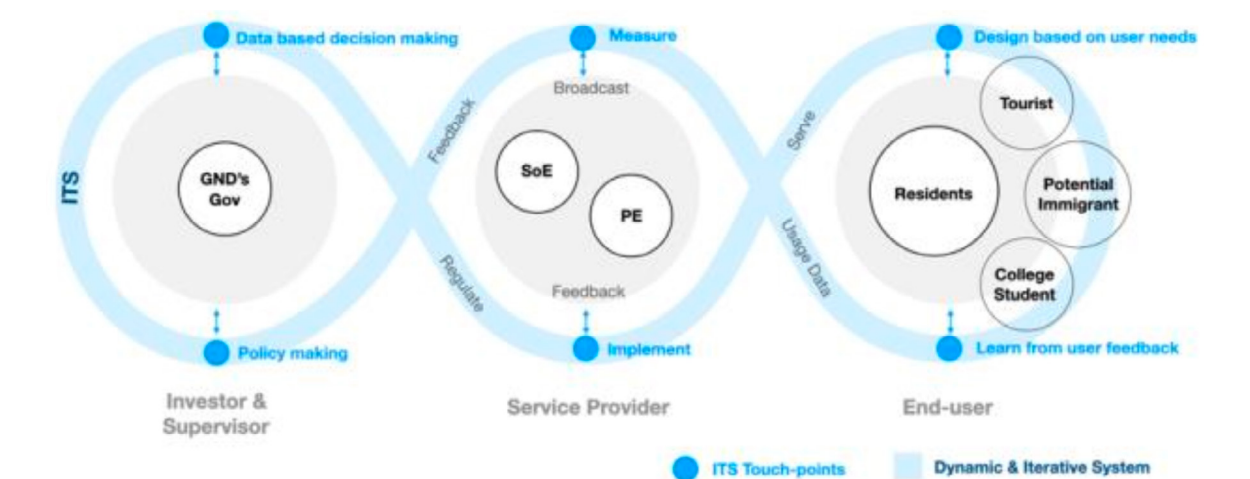 Data based decision making
Measure
Design based on user needs
Broadcast
Tourist
Feedback
Serve
ITS
GND's
Gov
SoE
PE
Residents
Potential
Immigrant
Regulate
Usage Data
Feedback
College
Student
Policy making
Implement
Learn from user feedback
Investor &
Supervisor
Service Provider
End-user
ITS Touch-points
Dynamic & Iterative System